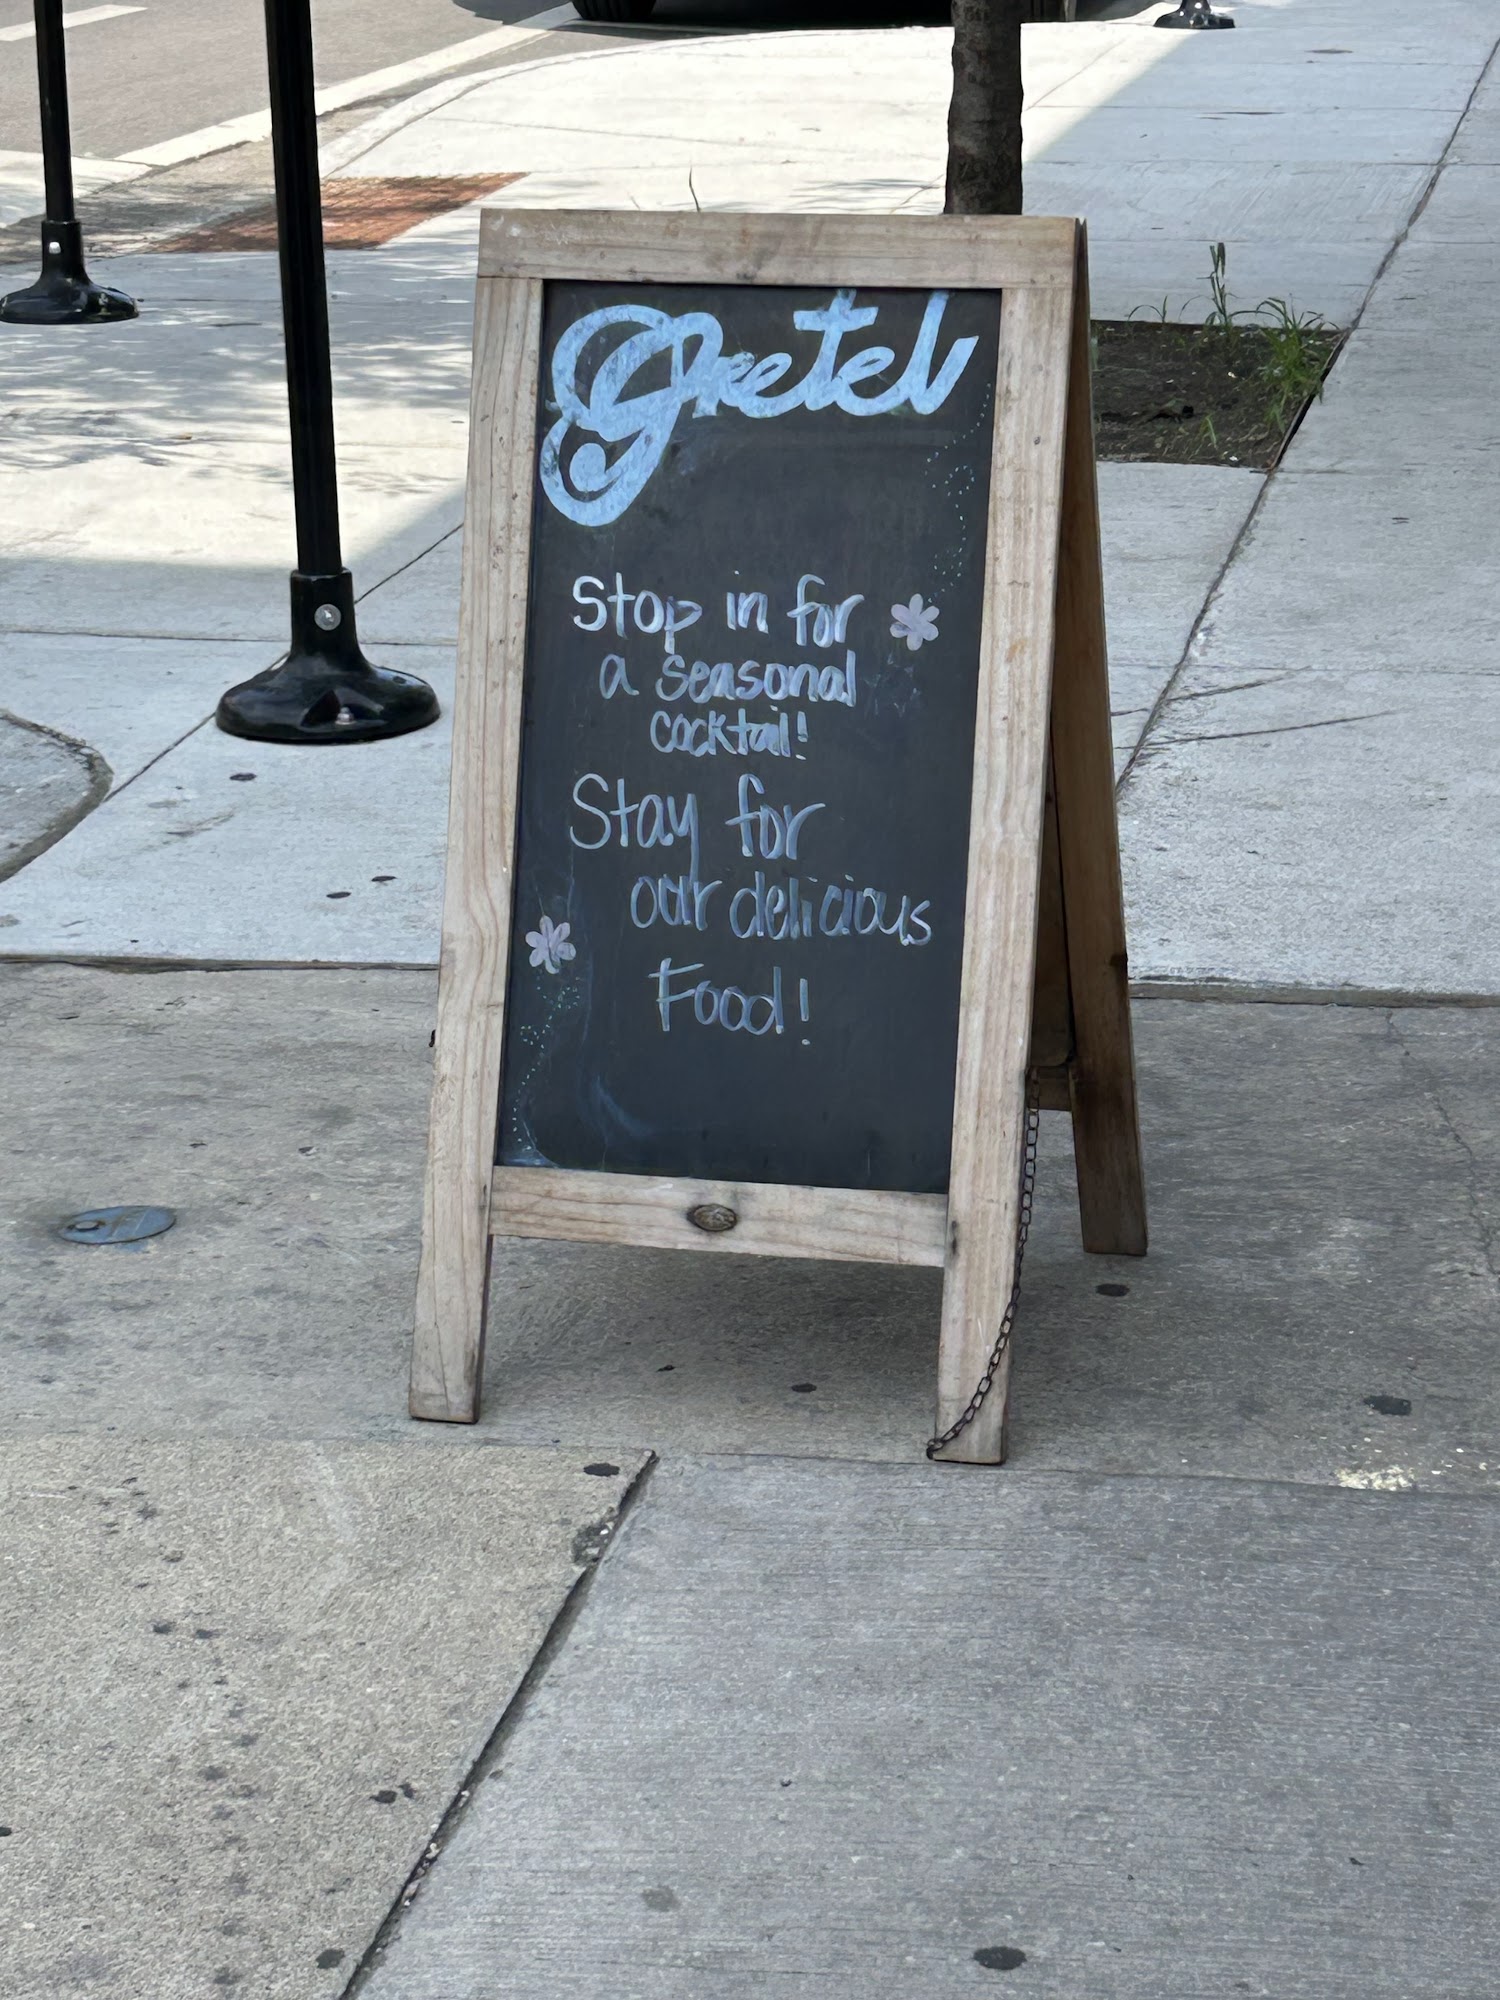 Gretel
Stop in for
a seasonal
cocktail!
Stay for
our delicious
Food!